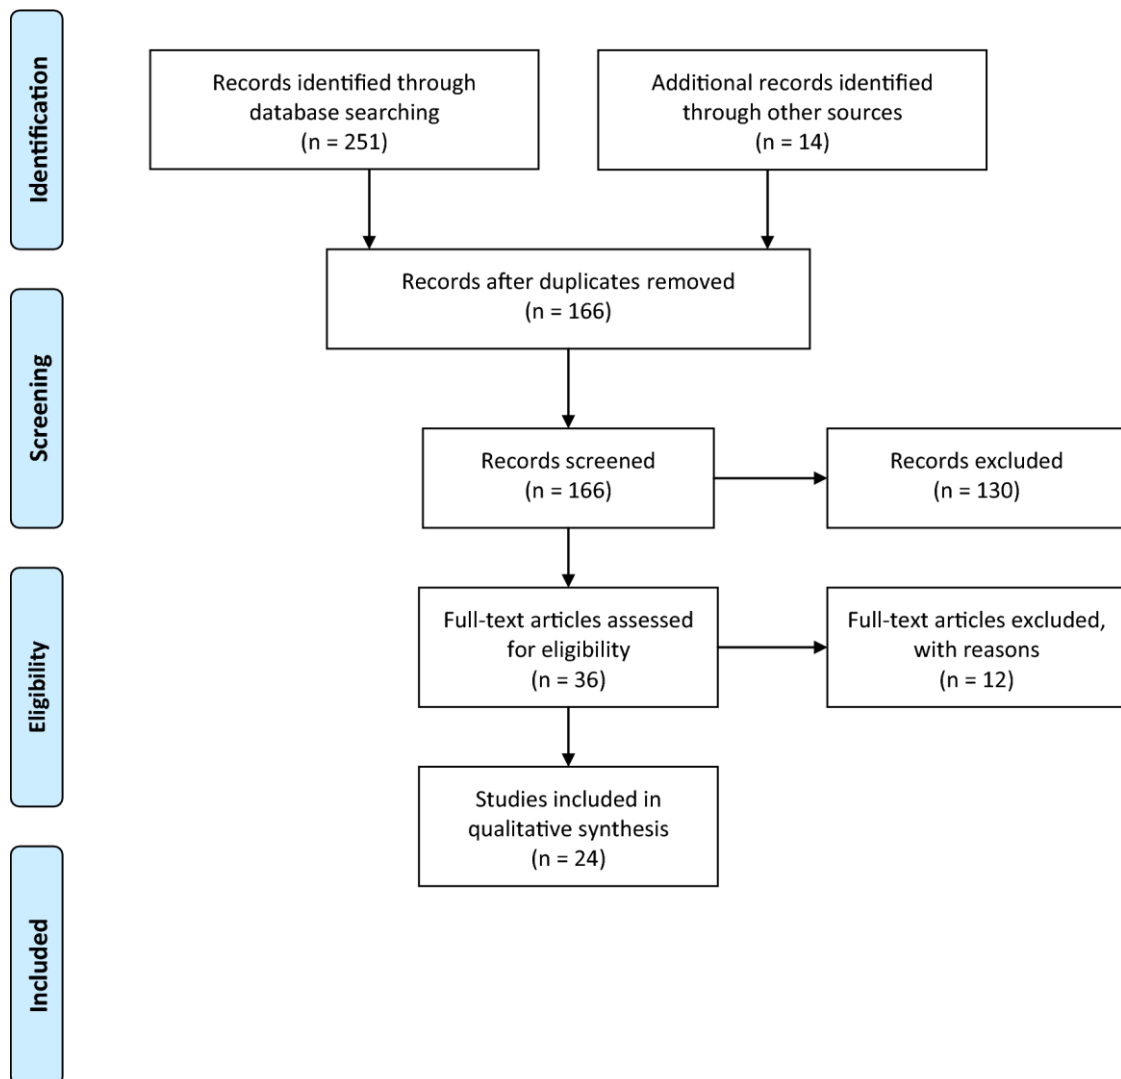 Identification
Records identified through
database searching
(n = 251)
Additional records identified
through other sources
(n = 14)
Records after duplicates removed
(n = 166)
Screening
Records screened
(n = 166)
Records excluded
(n = 130)
Eligibility
Full-text articles assessed
for eligibility
(n = 36)
Full-text articles excluded,
with reasons
(n = 12)
Studies included in
qualitative synthesis
(n = 24)
Included